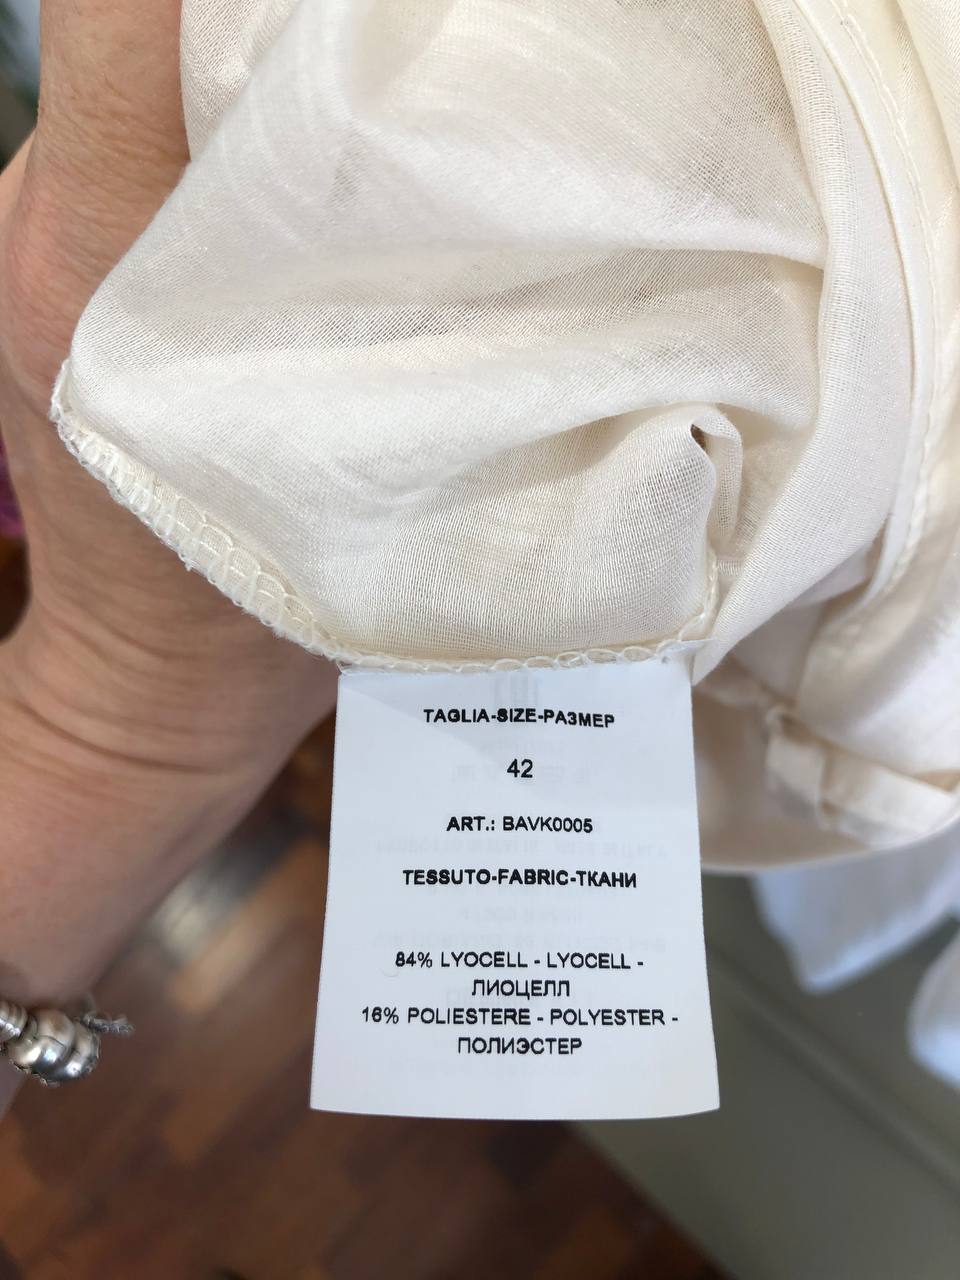 TAGLIA-SIZE-РАЗМЕР
42
ART.: BAVK0005
TESSUTO-FABRIC-ТКАНИ
84% LYOCELL - LYOCELL -
ЛИОЦЕЛЛ
16% POLIESTERE - POLYESTER -
ПОЛИЭСТЕР